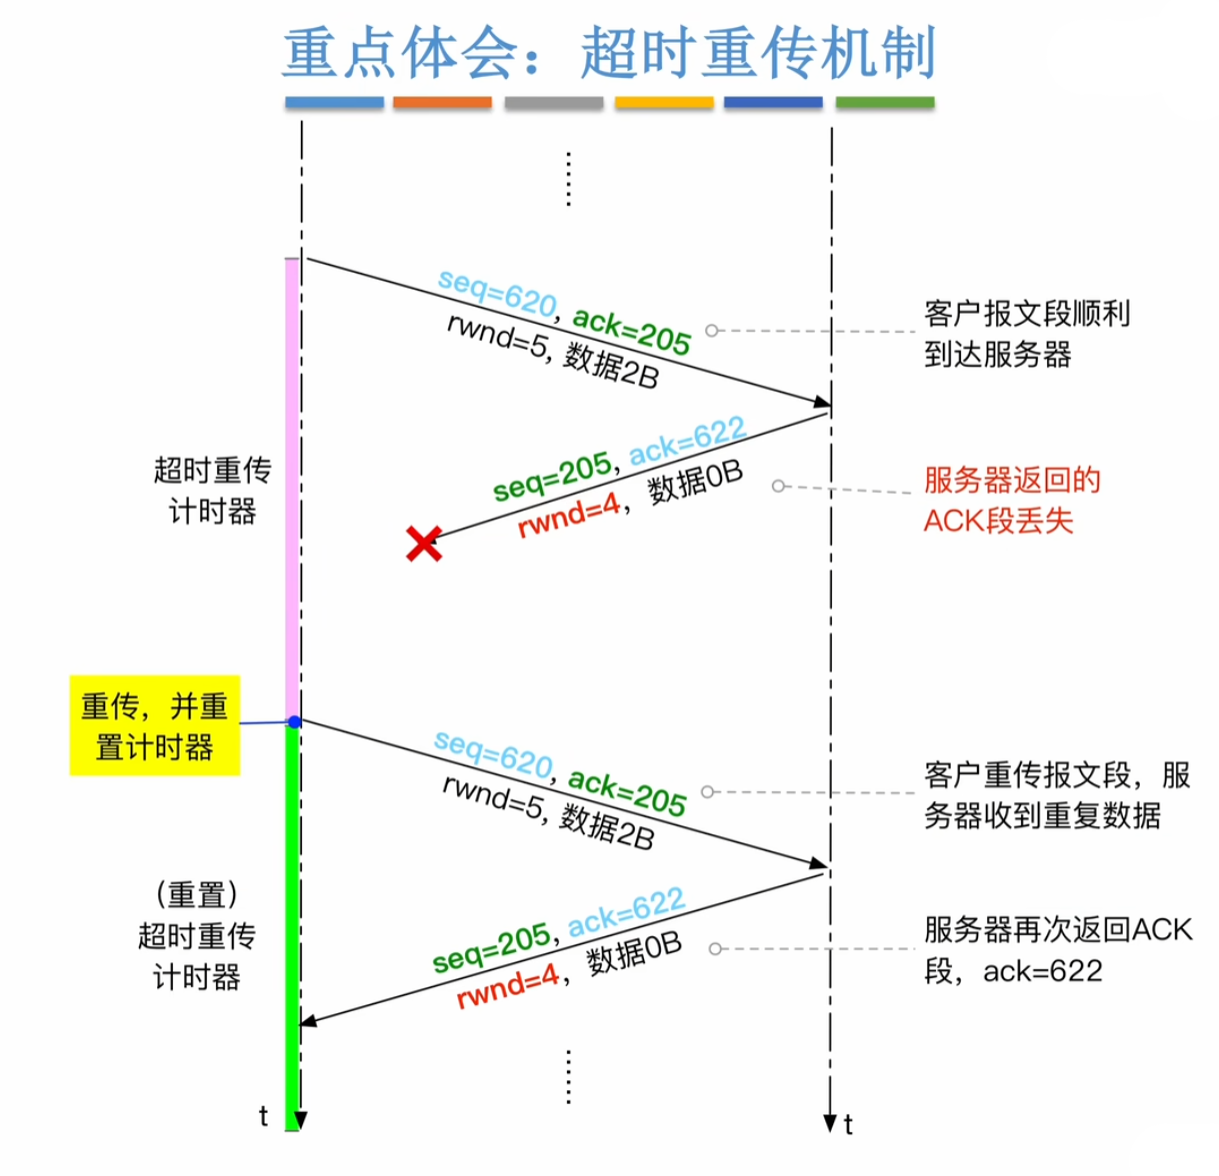 重点体会：超时重传机制
seq=620, ack=205
rwnd=5, 数据2B
客户报文段顺利
到达服务器
超时重传
计时器
seq=205, ack=622
rwnd=4, 数据0B
服务器返回的
ACK段丢失
重传，并重
置计时器
seq=620, ack=205
rwnd=5, 数据2B
客户重传报文段，服
务器收到重复数据
（重置）
超时重传
计时器
seq=205, ack=622
rwnd=4, 数据0B
服务器再次返回ACK
段，ack=622
t
t